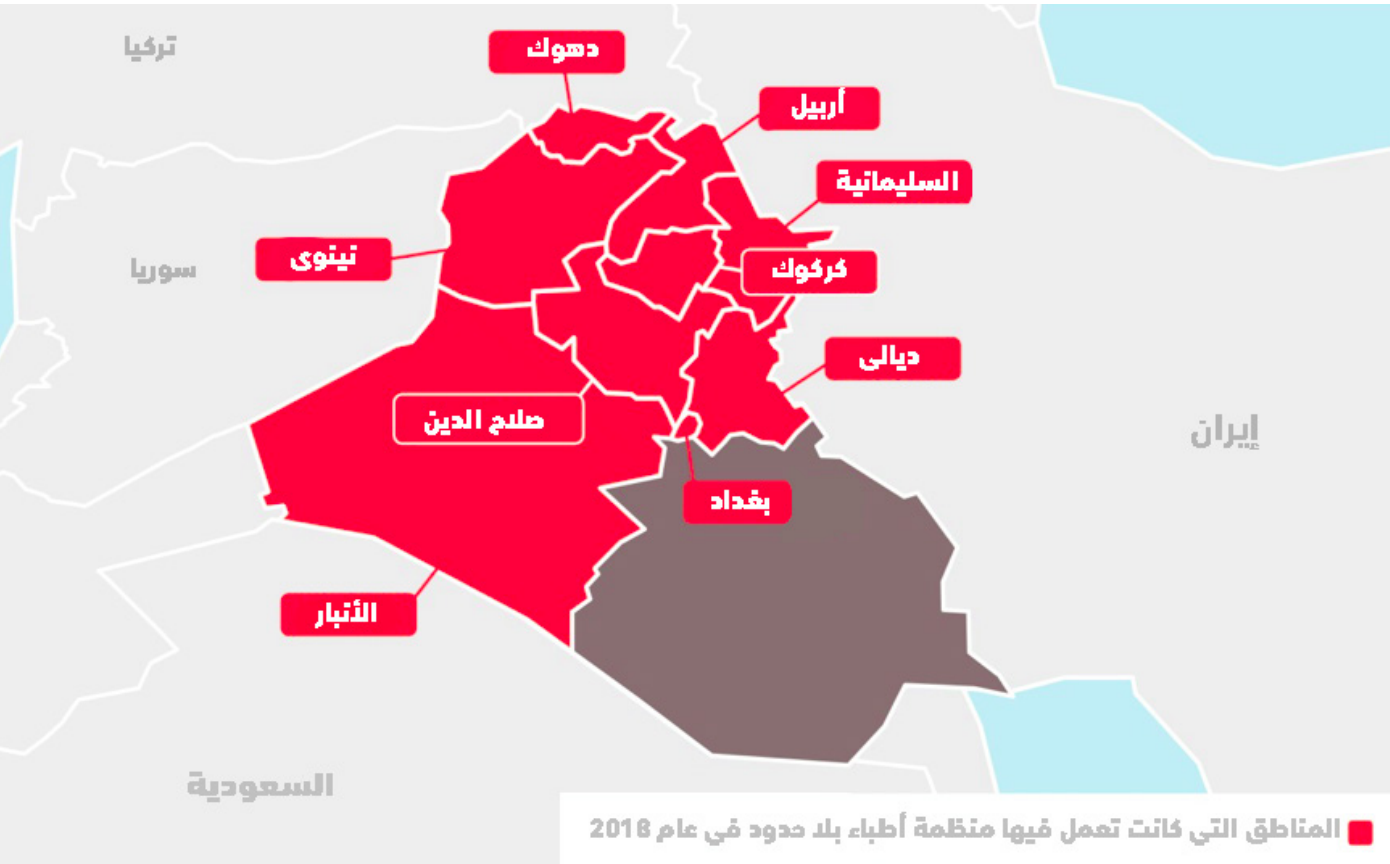 تركيا
دهوك
أربيل
السليمانية
سوريا
نينوى
كركوك
ديالى
صلاح الدين
إيران
بغداد
الأنبار
السعودية
المناطق التي كانت تعمل فيها منظمة أطباء بلا حدود في عام 2018